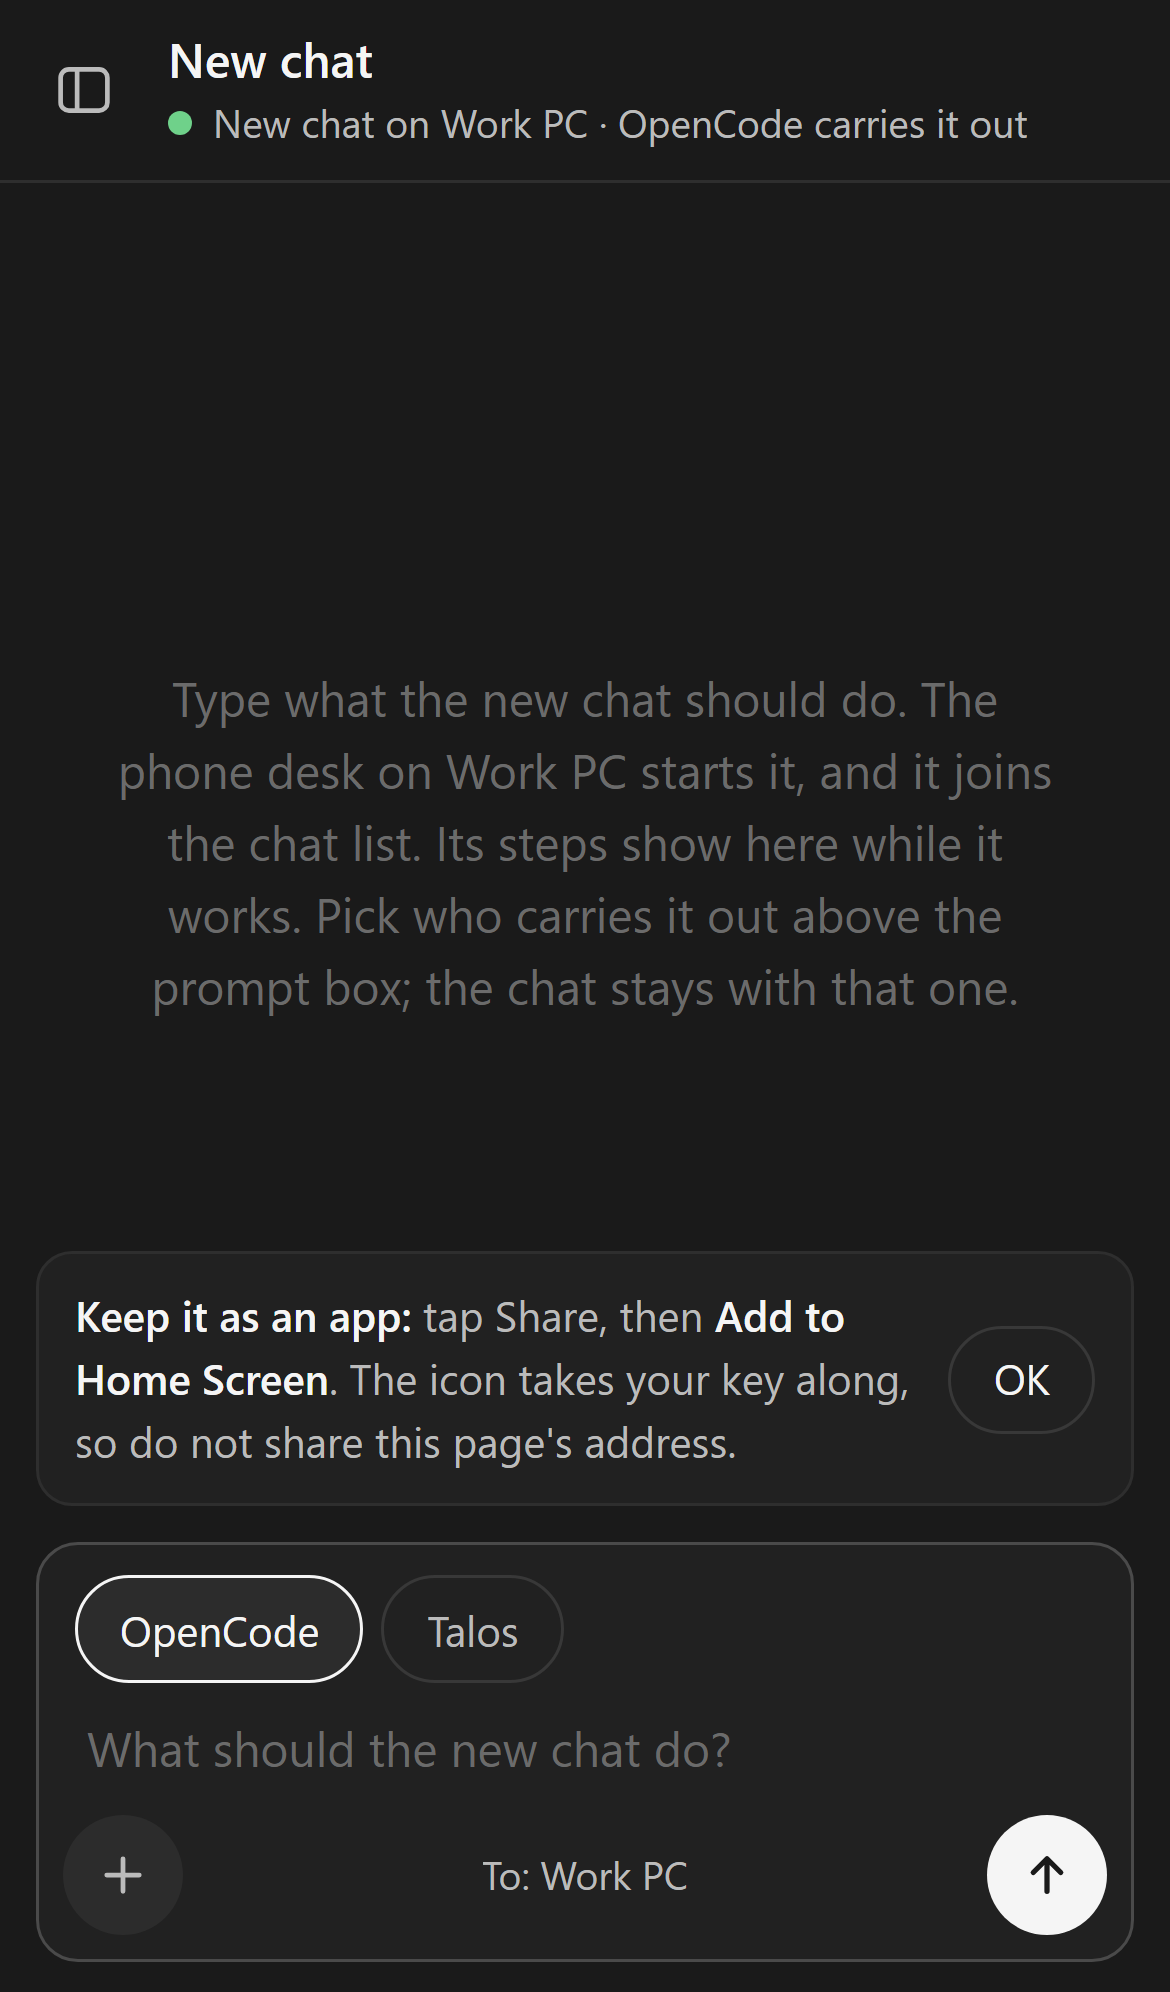 New chat
New chat on Work PC · OpenCode carries it out
Type what the new chat should do. The
phone desk on Work PC starts it, and it joins
the chat list. Its steps show here while it
works. Pick who carries it out above the
prompt box; the chat stays with that one.
Keep it as an app: tap Share, then Add to
Home Screen. The icon takes your key along,
so do not share this page's address.
OK
OpenCode
Talos
What should the new chat do?
To: Work PC